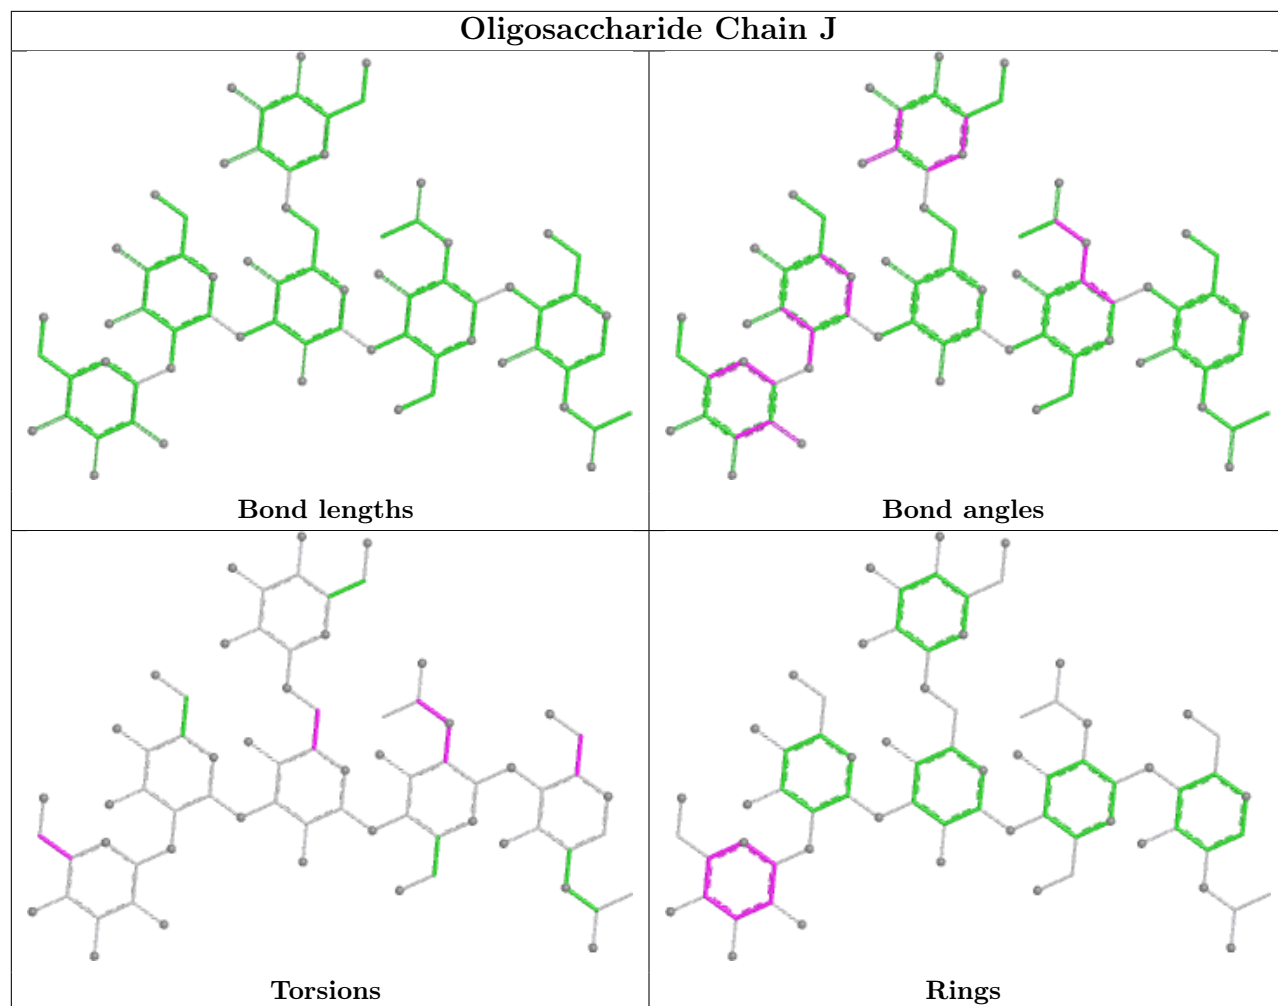 Oligosaccharide Chain J
Bond lengths
Bond angles
Torsions
Rings